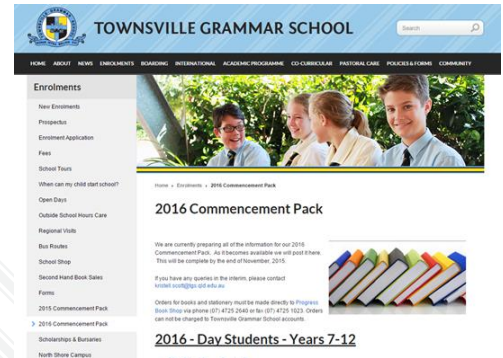 TOWNSVILLE GRAMMAR SCHOOL
Search
HOME ABOUT NEWS ENROLMENTS BOARDING INTERNATIONAL ACADEMIC PROGRAMME CO-CURRICULAR PASTORAL CARE POLICIES & FORMS COMMUNITY
Enrolments
New Enrolments
Prospectus
Enrolment Application
Fees
School Tours
When can my child start school?
Open Days
Outside School Hours Care
Regional Visits
Bus Routes
School Shop
Second Hand Book Sales
Forms
2015 Commencement Pack
2016 Commencement Pack
Scholarships & Bursaries
North Shore Campus
Home › Enrolments › 2016 Commencement Pack
2016 Commencement Pack
We are currently preparing all of the information for our 2016
Commencement Pack. As it becomes available we will post it here.
This will be complete by the end of November, 2015.
If you have any queries in the interim, please contact
kristell.scott@tgs.qld.edu.au
Orders for books and stationary must be made directly to Progress
Book Shop via phone (07) 4725 2640 or fax (07) 4725 1023. Orders
can not be charged to Townsville Grammar School accounts.
2016 - Day Students - Years 7-12